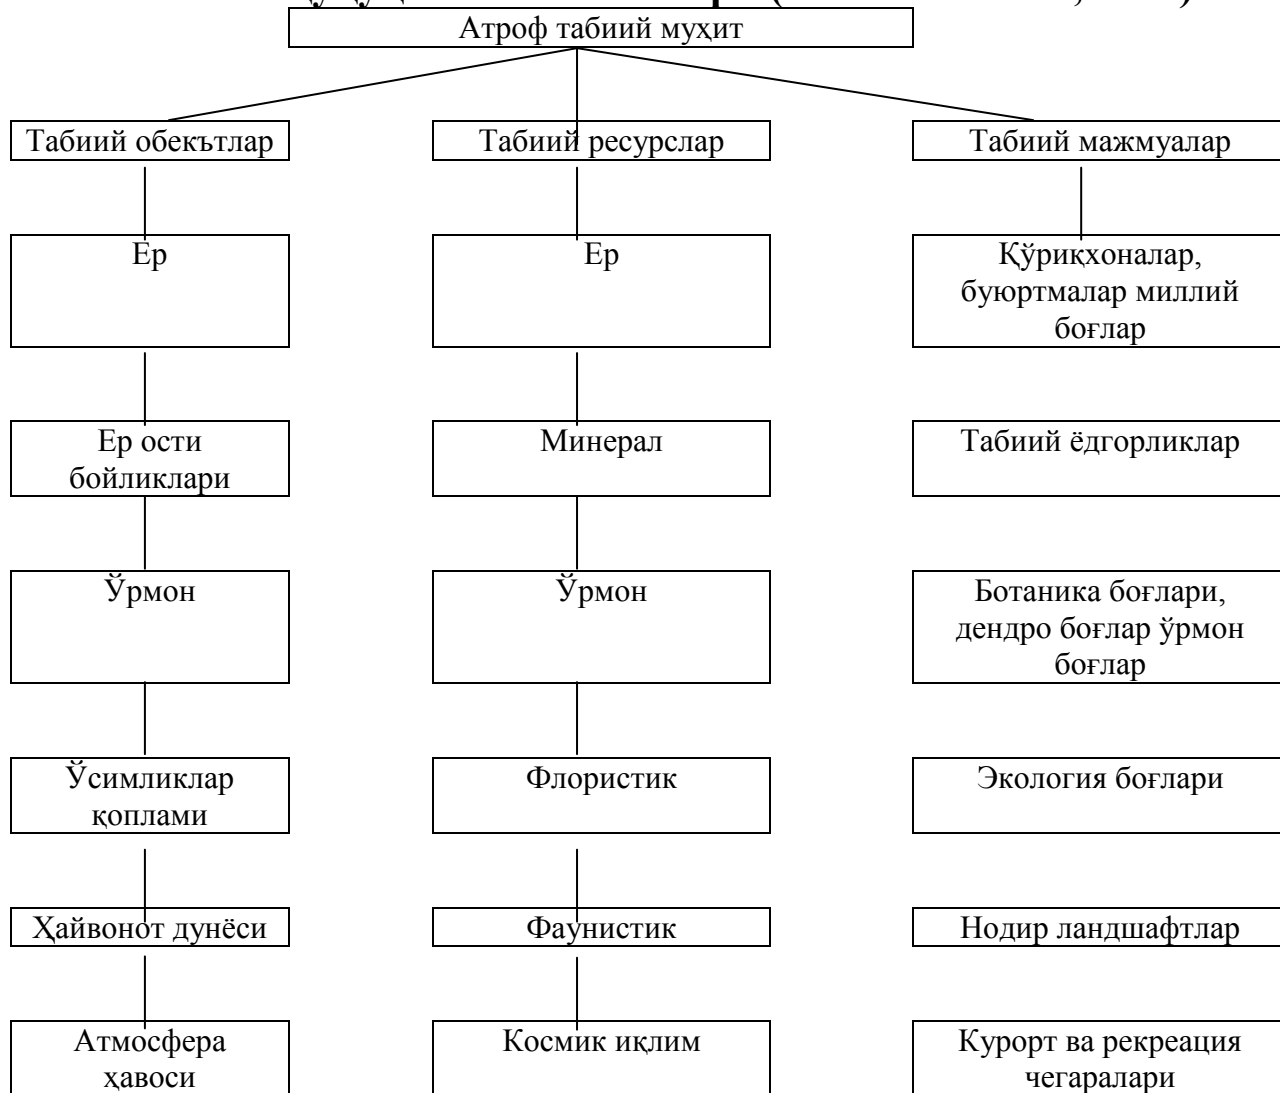 Атроф табиий муҳит
Табиий обекътлар
Табиий ресурслар
Табиий мажмуалар
Ер
Ер
Қўриқхоналар,
буюртмалар миллий
боғлар
Ер ости
бойликлари
Минерал
Табиий ёдгорликлар
Ўрмон
Ўрмон
Ботаника боғлари,
дендро боғлар ўрмон
боғлар
Ўсимликлар
қоплами
Флористик
Экология боғлари
Ҳайвонот дунёси
Фаунистик
Нодир ландшафтлар
Атмосфера
ҳавоси
Космик иқлим
Курорт ва рекреация
чегаралари